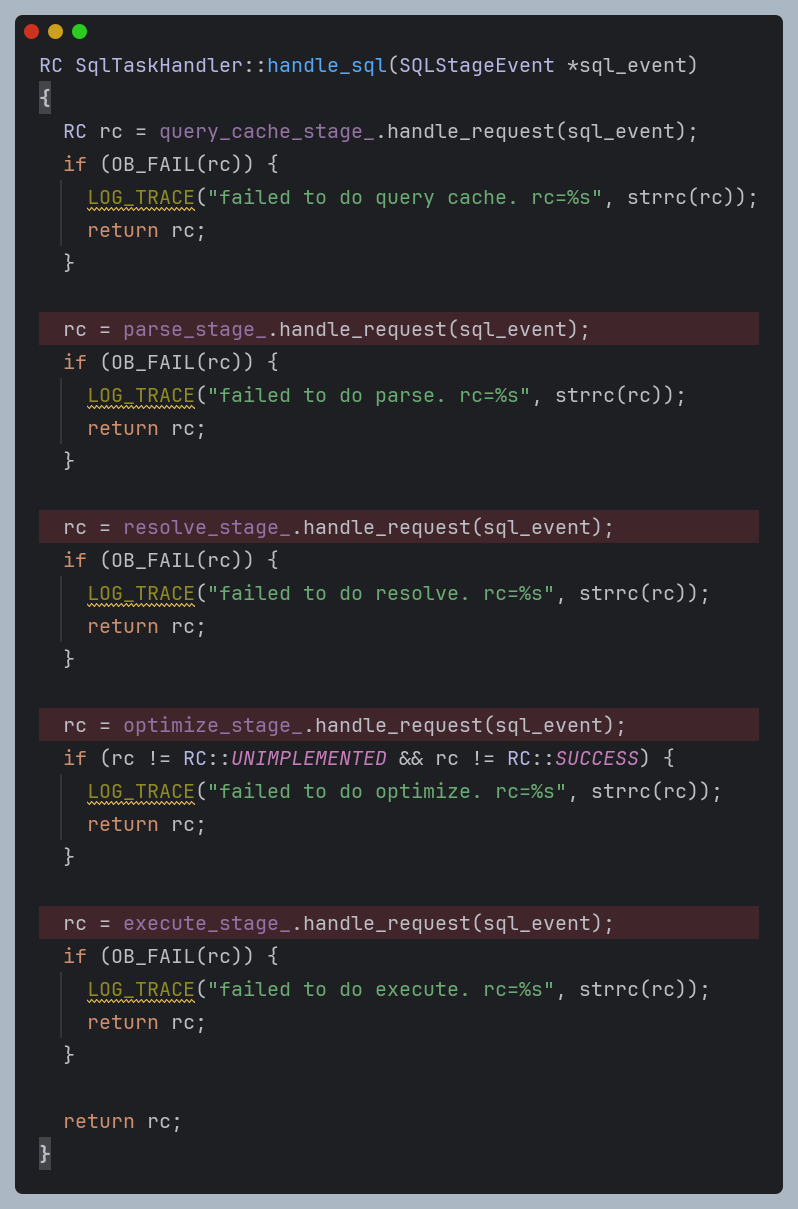 RC SqlTaskHandler::handle_sql(SQLStageEvent *sql_event)
{
  RC rc = query_cache_stage_.handle_request(sql_event);
  if (OB_FAIL(rc)) {
    LOG_TRACE("failed to do query cache. rc=%s", strrc(rc));
    return rc;
  }

  rc = parse_stage_.handle_request(sql_event);
  if (OB_FAIL(rc)) {
    LOG_TRACE("failed to do parse. rc=%s", strrc(rc));
    return rc;
  }

  rc = resolve_stage_.handle_request(sql_event);
  if (OB_FAIL(rc)) {
    LOG_TRACE("failed to do resolve. rc=%s", strrc(rc));
    return rc;
  }

  rc = optimize_stage_.handle_request(sql_event);
  if (rc != RC::UNIMPLEMENTED && rc != RC::SUCCESS) {
    LOG_TRACE("failed to do optimize. rc=%s", strrc(rc));
    return rc;
  }

  rc = execute_stage_.handle_request(sql_event);
  if (OB_FAIL(rc)) {
    LOG_TRACE("failed to do execute. rc=%s", strrc(rc));
    return rc;
  }

  return rc;
}